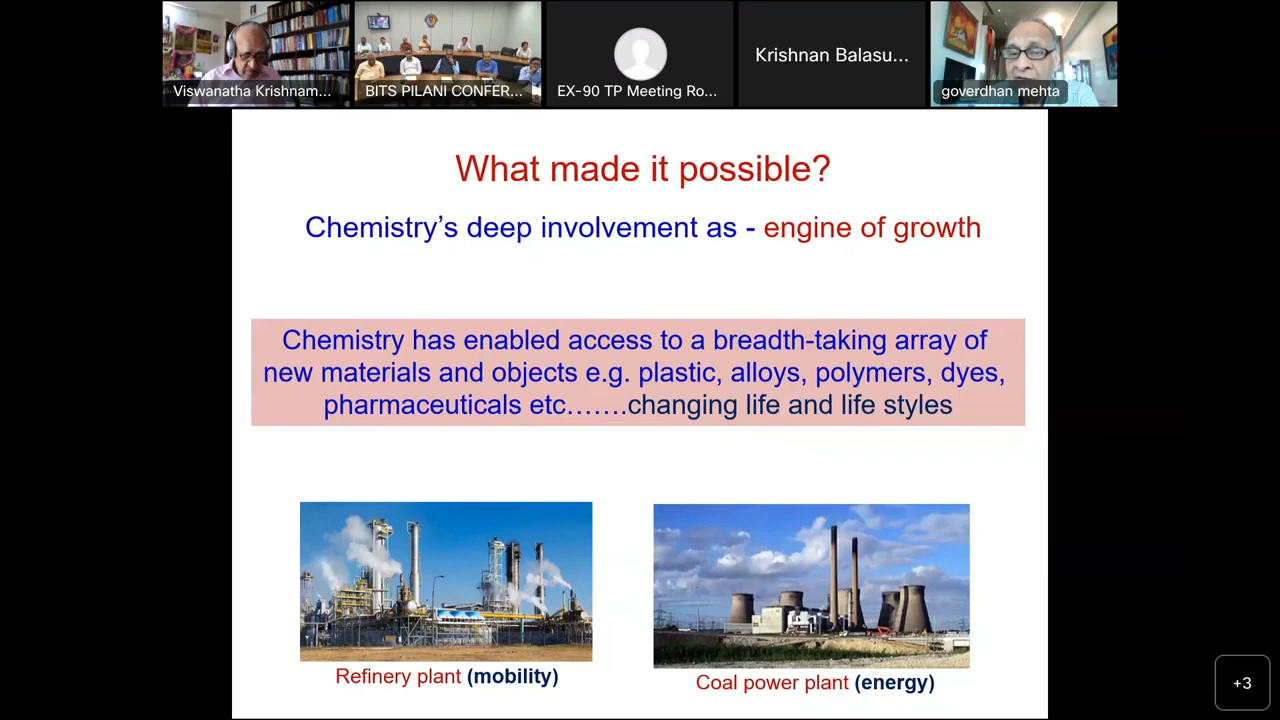 Viswanatha Krishnam...
BITS PILANI CONFER...
EX-90 TP Meeting Ro...
Krishnan Balasu...
goverdhan mehta
What made it possible?
Chemistry's deep involvement as - engine of growth
Chemistry has enabled access to a breadth-taking array of
new materials and objects e.g. plastic, alloys, polymers, dyes,
pharmaceuticals etc.......changing life and life styles
Refinery plant (mobility)
Coal power plant (energy)
+3